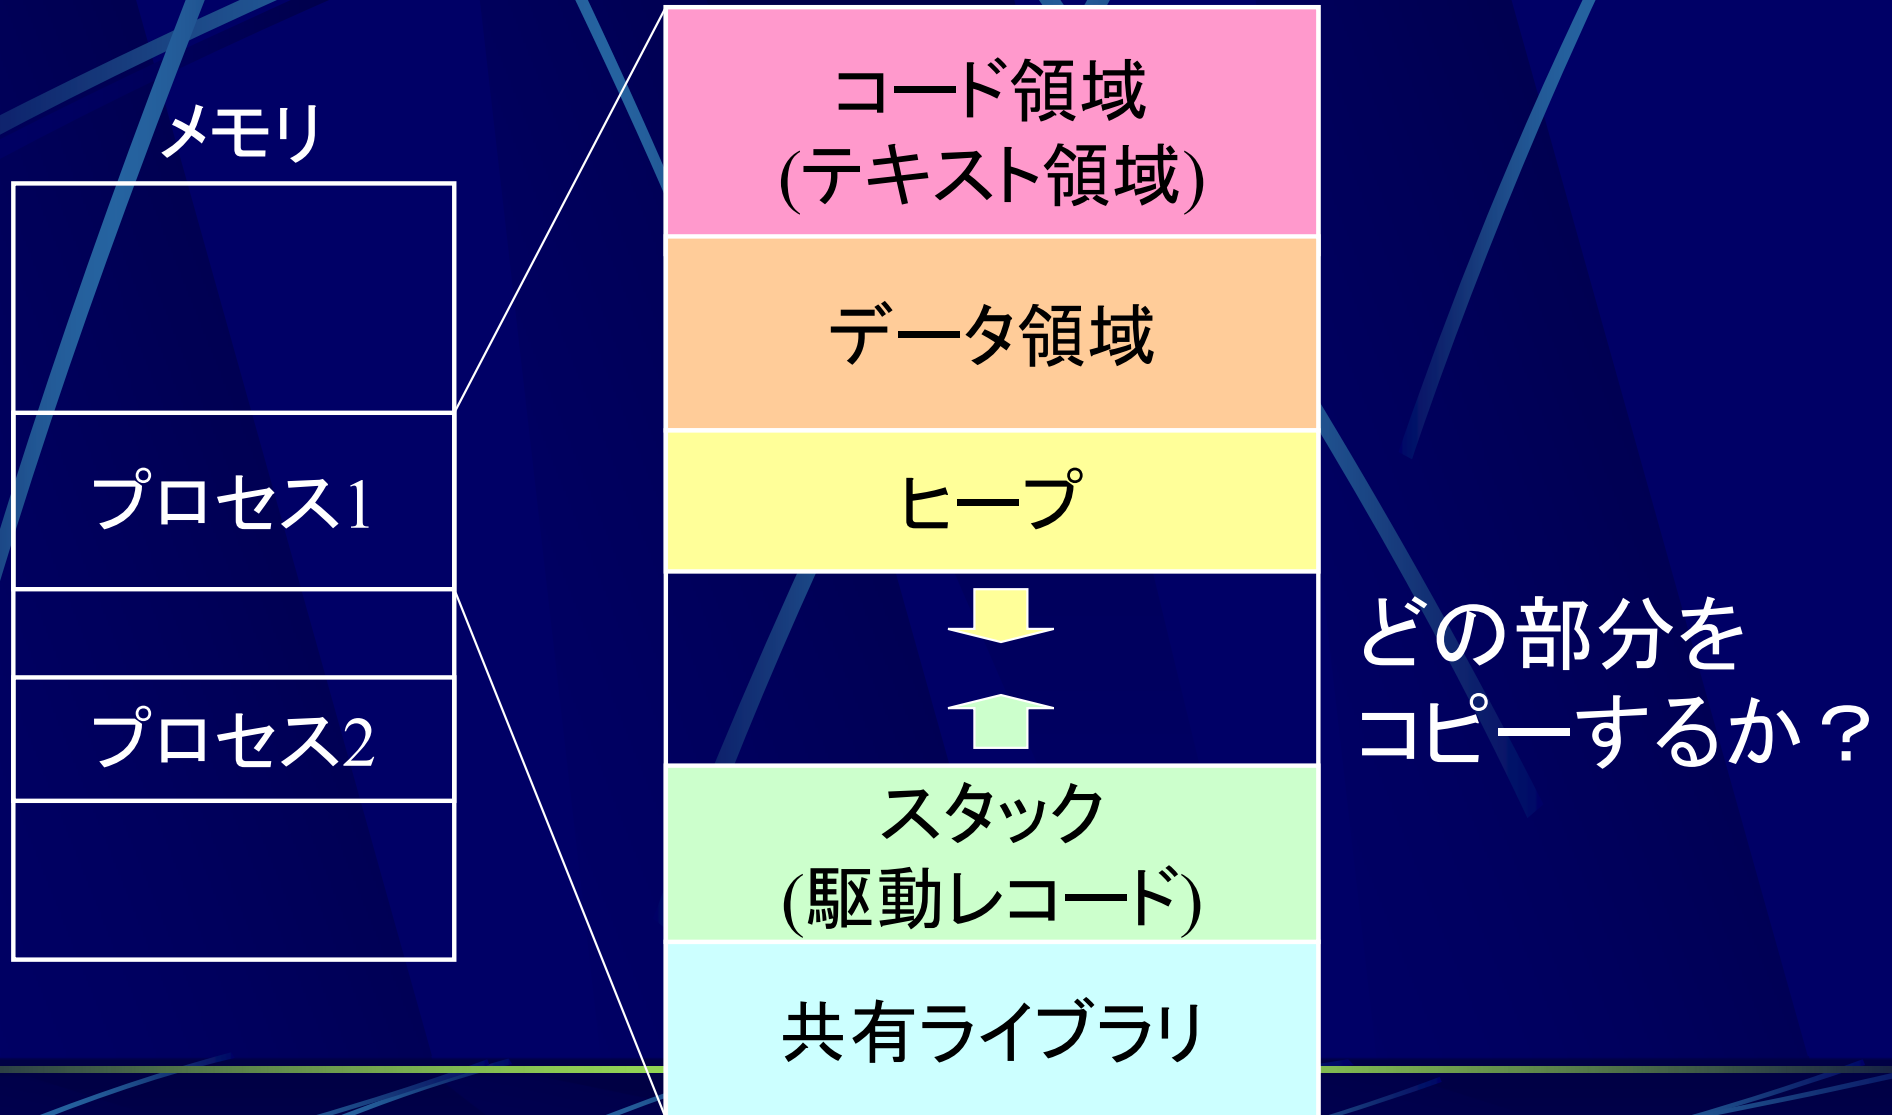 メモリ
プロセス1
プロセス2
コード領域
(テキスト領域)
データ領域
ヒープ
スタック
(駆動レコード)
共有ライブラリ
どの部分を
コピーするか？